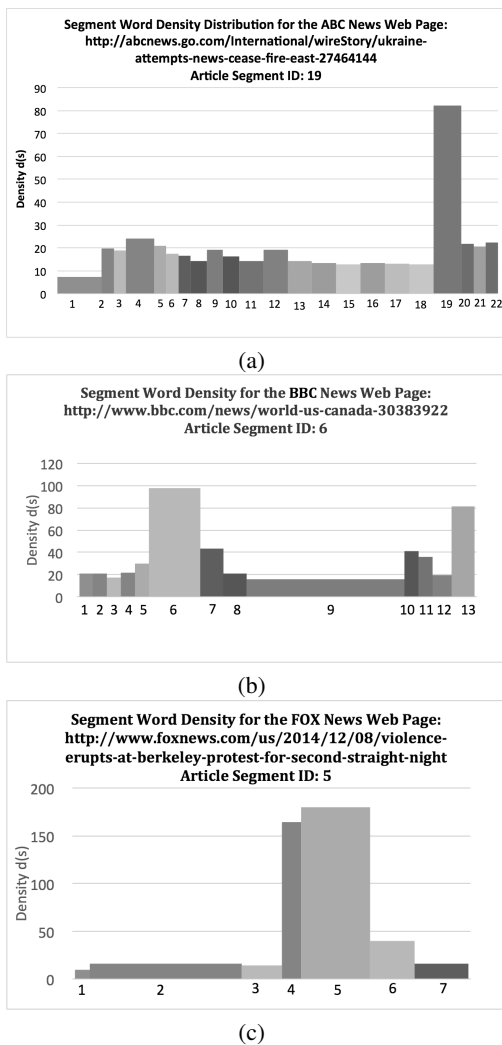 Segment Word Density Distribution for the ABC News Web Page:
http://abcnews.go.com/International/wireStory/ukraine-
attempts-news-cease-fire-east-27464144
Article Segment ID: 19
Density d(s)
90
80
70
60
50
40
30
20
10
0
1 2 3 4 5 6 7 8 9 10 11 12 13 14 15 16 17 18 19 20 21 22
(a)
Segment Word Density for the BBC News Web Page:
http://www.bbc.com/news/world-us-canada-30383922
Article Segment ID: 6
Density d(s)
120
100
80
60
40
20
0
1 2 3 4 5 6 7 8 9 10 11 12 13
(b)
Segment Word Density for the FOX News Web Page:
http://www.foxnews.com/us/2014/12/08/violence-
erupts-at-berkeley-protest-for-second-straight-night
Article Segment ID: 5
Density d(s)
200
150
100
50
0
1 2 3 4 5 6 7
(c)